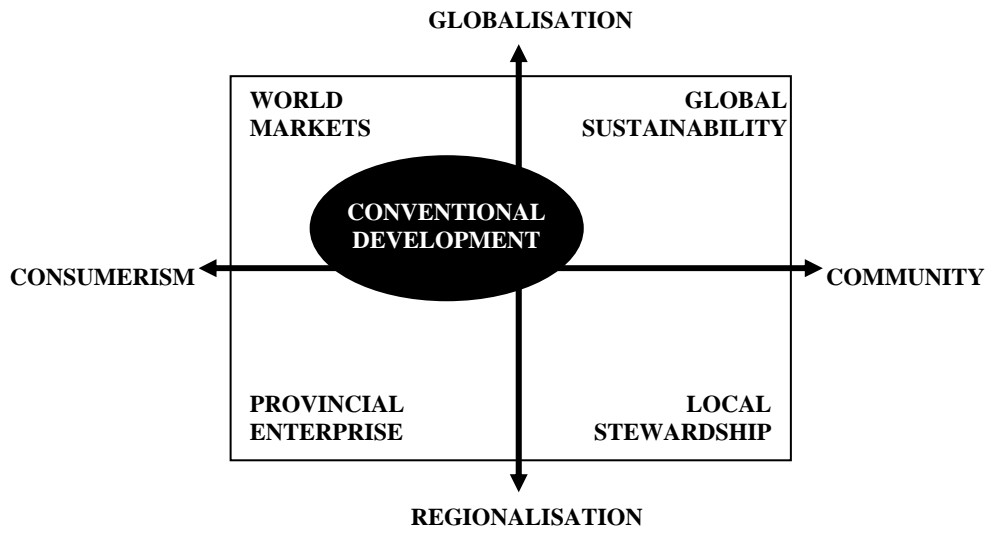 GLOBALISATION
WORLD
MARKETS
GLOBAL
SUSTAINABILITY
CONVENTIONAL
DEVELOPMENT
CONSUMERISM
COMMUNITY
PROVINCIAL
ENTERPRISE
LOCAL
STEWARDSHIP
REGIONALISATION